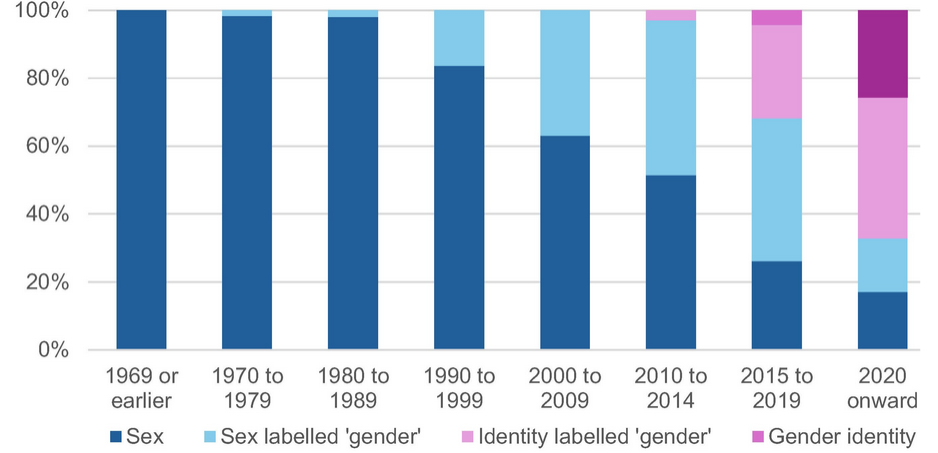 100%
80%
60%
40%
20%
0%
1969 or
earlier
1970 to
1979
1980 to
1989
1990 to
1999
2000 to
2009
2010 to
2014
2015 to
2019
2020
onward
Sex
Sex labelled 'gender'
Identity labelled 'gender'
Gender identity